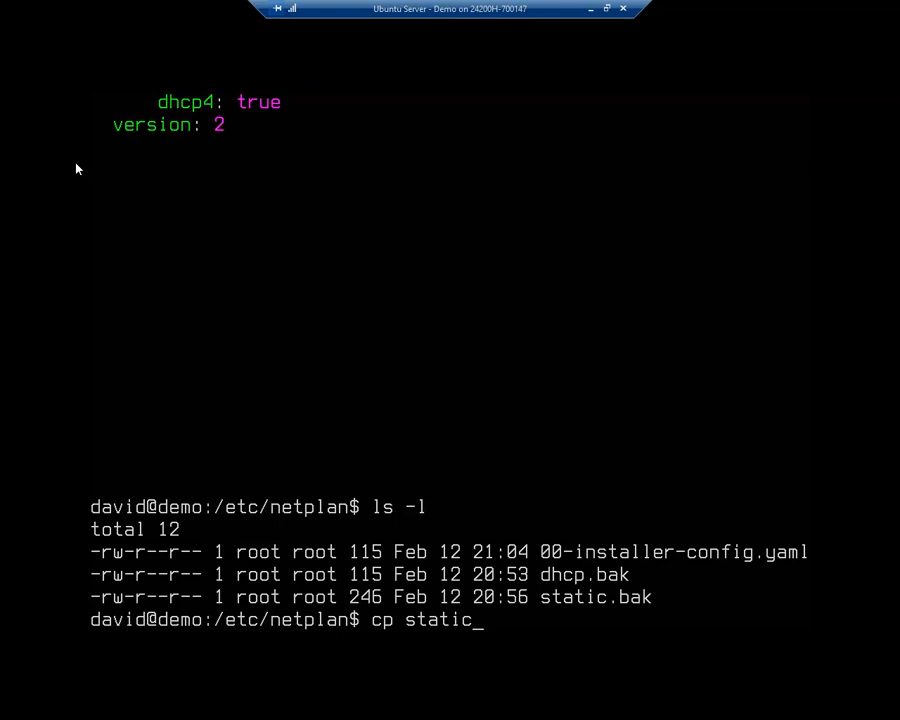 Ubuntu Server - Demo on 24200H-700147
dhcp4: true
version: 2
david@demo:/etc/netplan$ ls -l
total 12
-rw-r--r-- 1 root root 115 Feb 12 21:04 00-installer-config.yaml
-rw-r--r-- 1 root root 115 Feb 12 20:53 dhcp.bak
-rw-r--r-- 1 root root 246 Feb 12 20:56 static.bak
david@demo:/etc/netplan$ cp static_